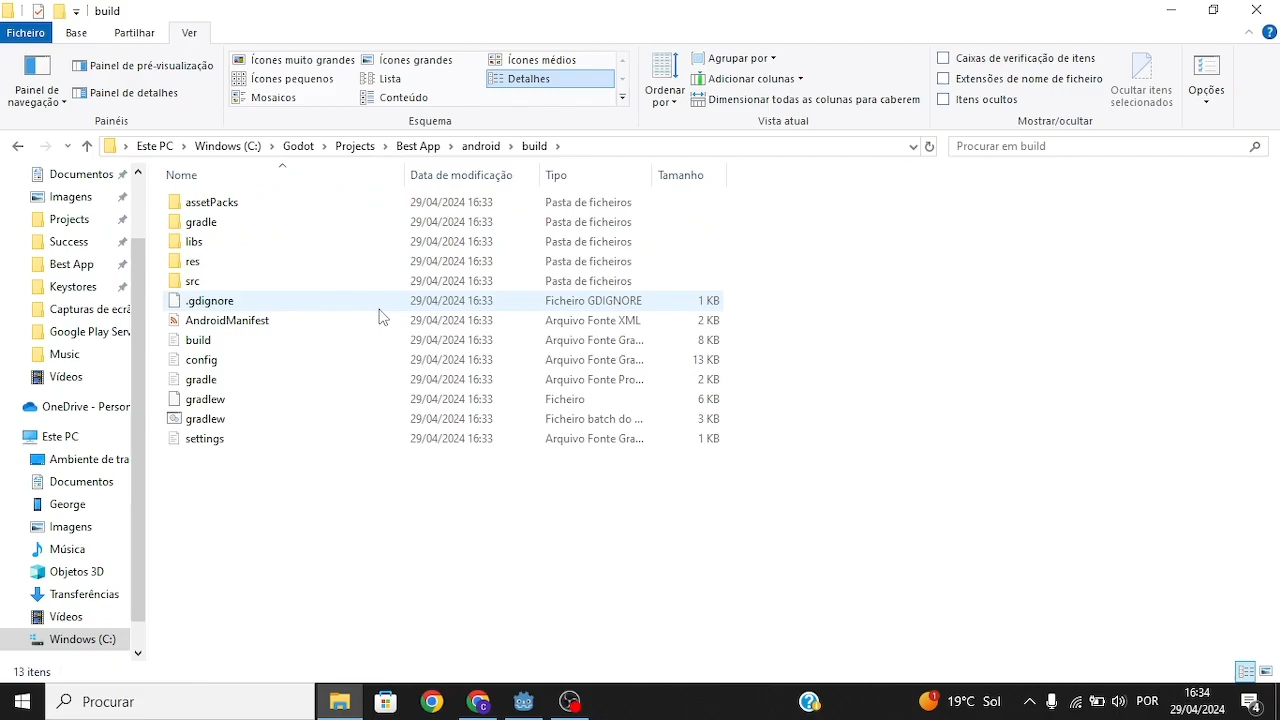 build
Ficheiro Base Partilhar Ver
Painel de navegação
Painel de pré-visualização
Painel de detalhes
Painéis
Ícones muito grandes Ícones grandes Ícones médios
Ícones pequenos Lista Detalhes
Mosaicos Conteúdo
Esquema
Ordenar por
Agrupar por
Adicionar colunas
Dimensionar todas as colunas para caberem
Vista atual
Caixas de verificação de itens
Extensões de nome de ficheiro
Itens ocultos
Ocultar itens selecionados
Mostrar/ocultar
Opções
Este PC Windows (C:) Godot Projects Best App android build
Procurar em build
Documentos
Imagens
Projects
Success
Best App
Keystores
Capturas de ecrã
Google Play Serv
Music
Vídeos
OneDrive - Person
Este PC
Ambiente de tra
Documentos
George
Imagens
Música
Objetos 3D
Transferências
Vídeos
Windows (C:)
Nome Data de modificação Tipo Tamanho
assetPacks 29/04/2024 16:33 Pasta de ficheiros
gradle 29/04/2024 16:33 Pasta de ficheiros
libs 29/04/2024 16:33 Pasta de ficheiros
res 29/04/2024 16:33 Pasta de ficheiros
src 29/04/2024 16:33 Pasta de ficheiros
.gdignore 29/04/2024 16:33 Ficheiro GDIGNORE 1 KB
AndroidManifest 29/04/2024 16:33 Arquivo Fonte XML 2 KB
build 29/04/2024 16:33 Arquivo Fonte Gra... 8 KB
config 29/04/2024 16:33 Arquivo Fonte Gra... 13 KB
gradle 29/04/2024 16:33 Arquivo Fonte Pro... 2 KB
gradlew 29/04/2024 16:33 Ficheiro 6 KB
gradlew 29/04/2024 16:33 Ficheiro batch do ... 3 KB
settings 29/04/2024 16:33 Arquivo Fonte Gra... 1 KB
13 itens
Procurar
1
19°C Sol
POR
16:34
29/04/2024
4